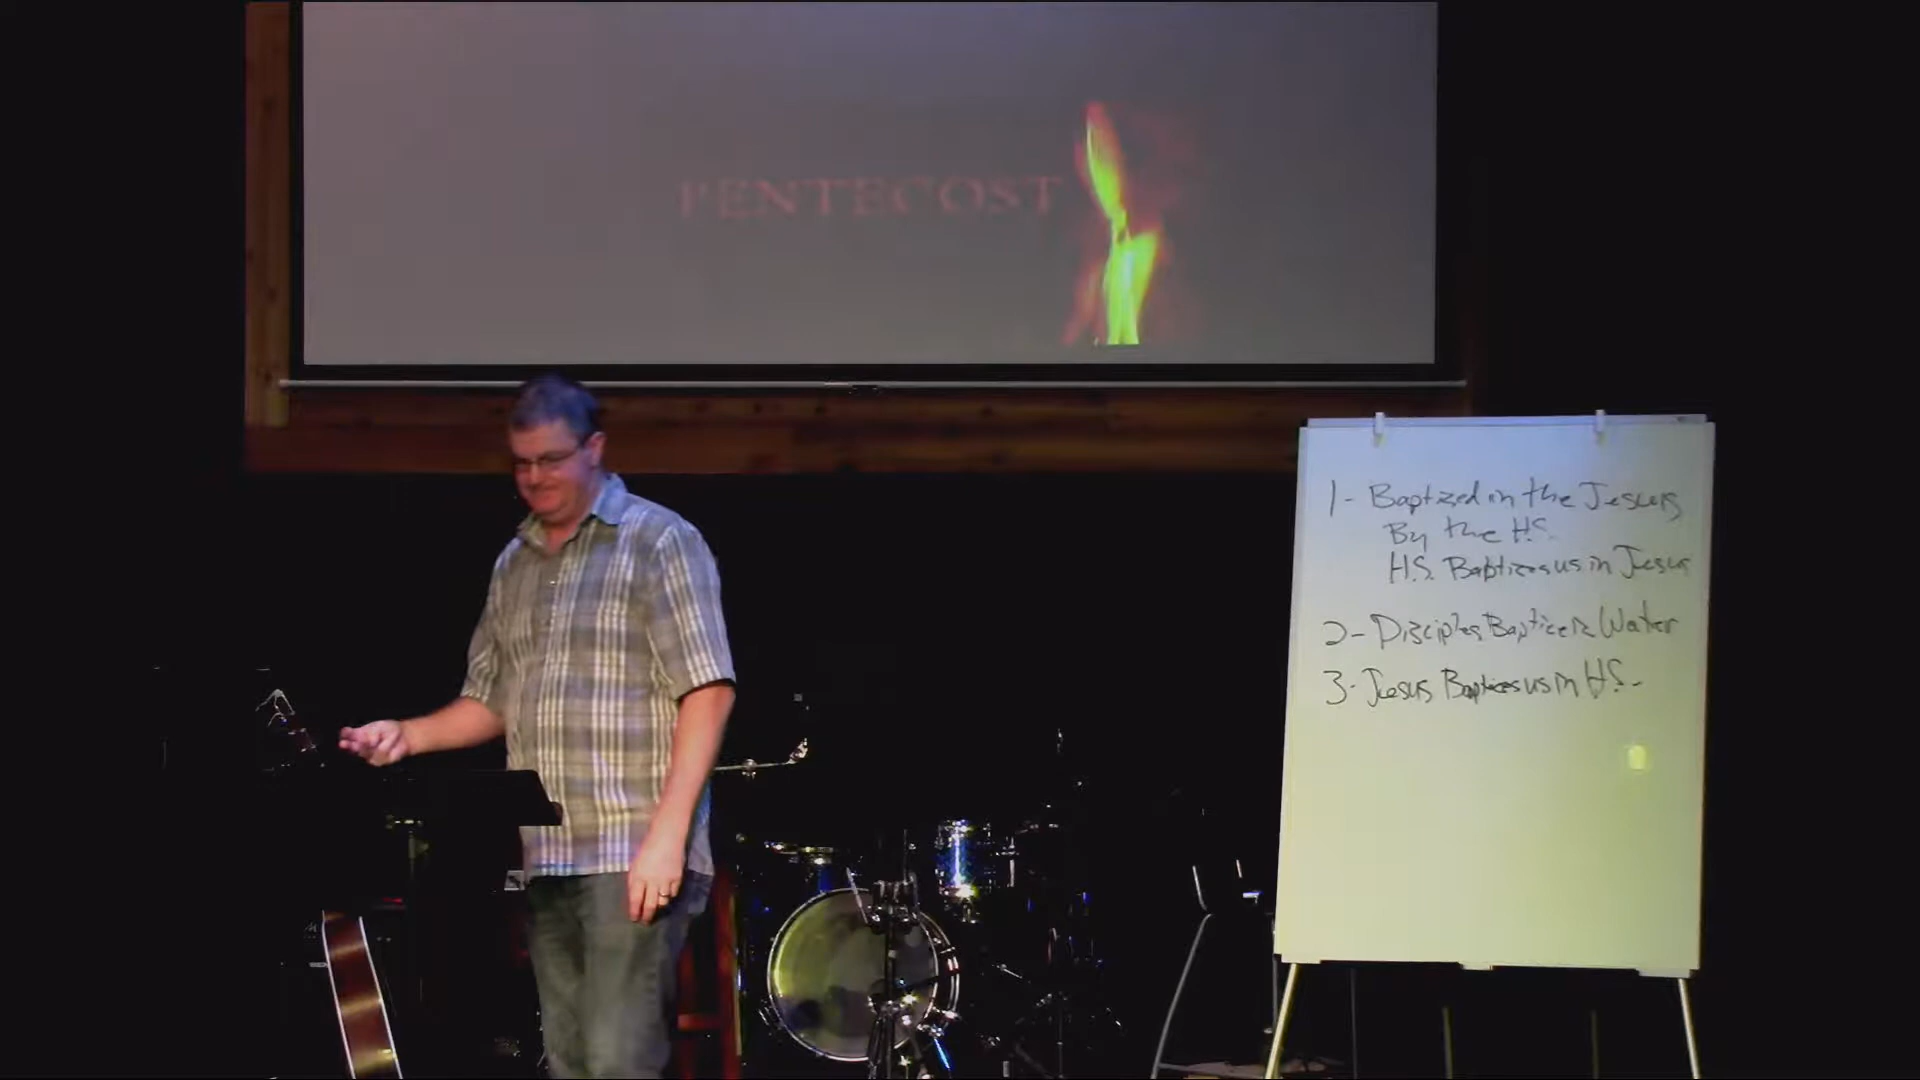 PENTECOST
1- Baptized in the Jesus
By the H.S.
H.S. Baptizes us in Jesus
2- Disciples Baptize in Water
3- Jesus Baptizes us in H.S.